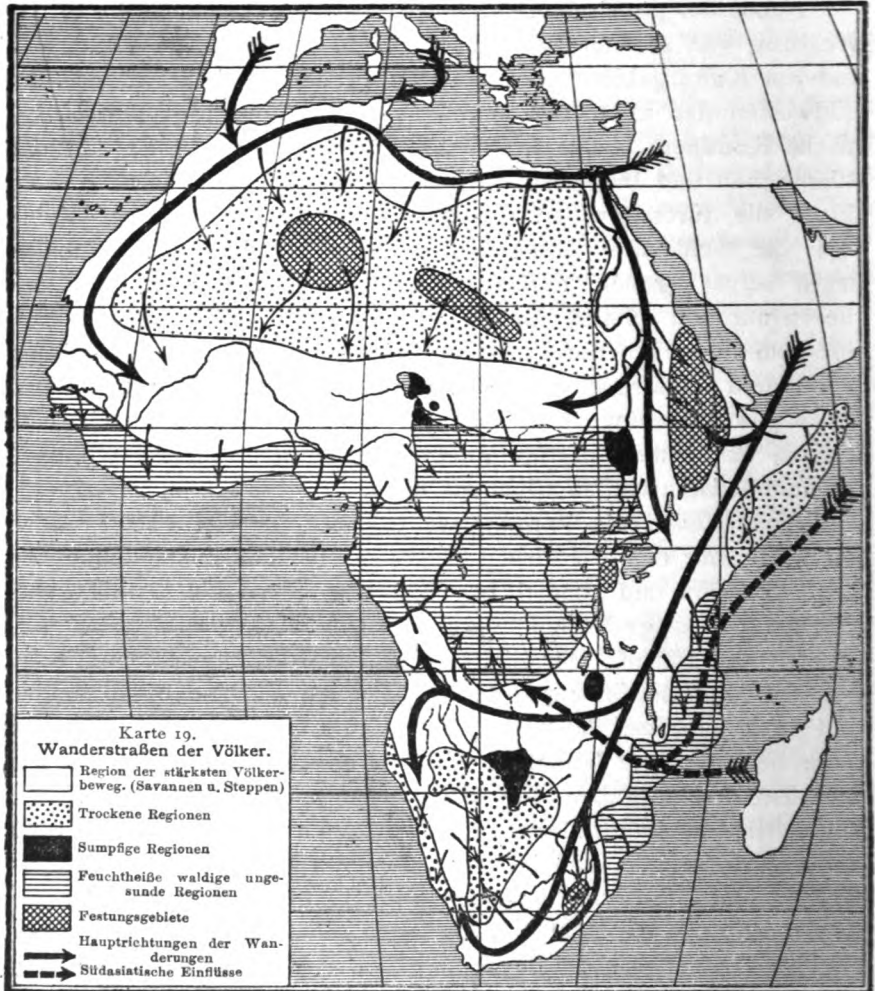 Karte 19.
Wanderstraßen der Völker.
Region der stärksten Völker-
beweg. (Savannen u. Steppen)
Trockene Regionen
Sumpfige Regionen
Feuchtheiße waldige unge-
sunde Regionen
Festungsgebiete
Hauptrichtungen der Wan-
derungen
Südasiatische Einflüsse